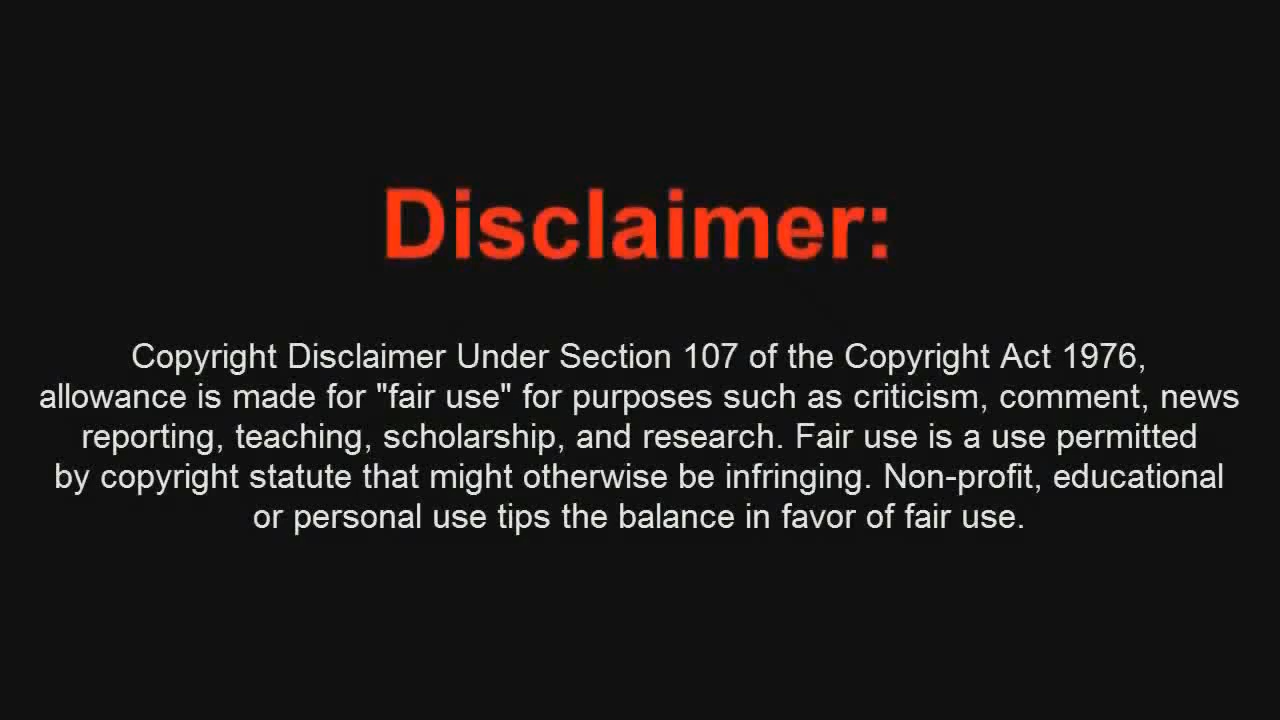 Disclaimer:
Copyright Disclaimer Under Section 107 of the Copyright Act 1976,
allowance is made for "fair use" for purposes such as criticism, comment, news
reporting, teaching, scholarship, and research. Fair use is a use permitted
by copyright statute that might otherwise be infringing. Non-profit, educational
or personal use tips the balance in favor of fair use.